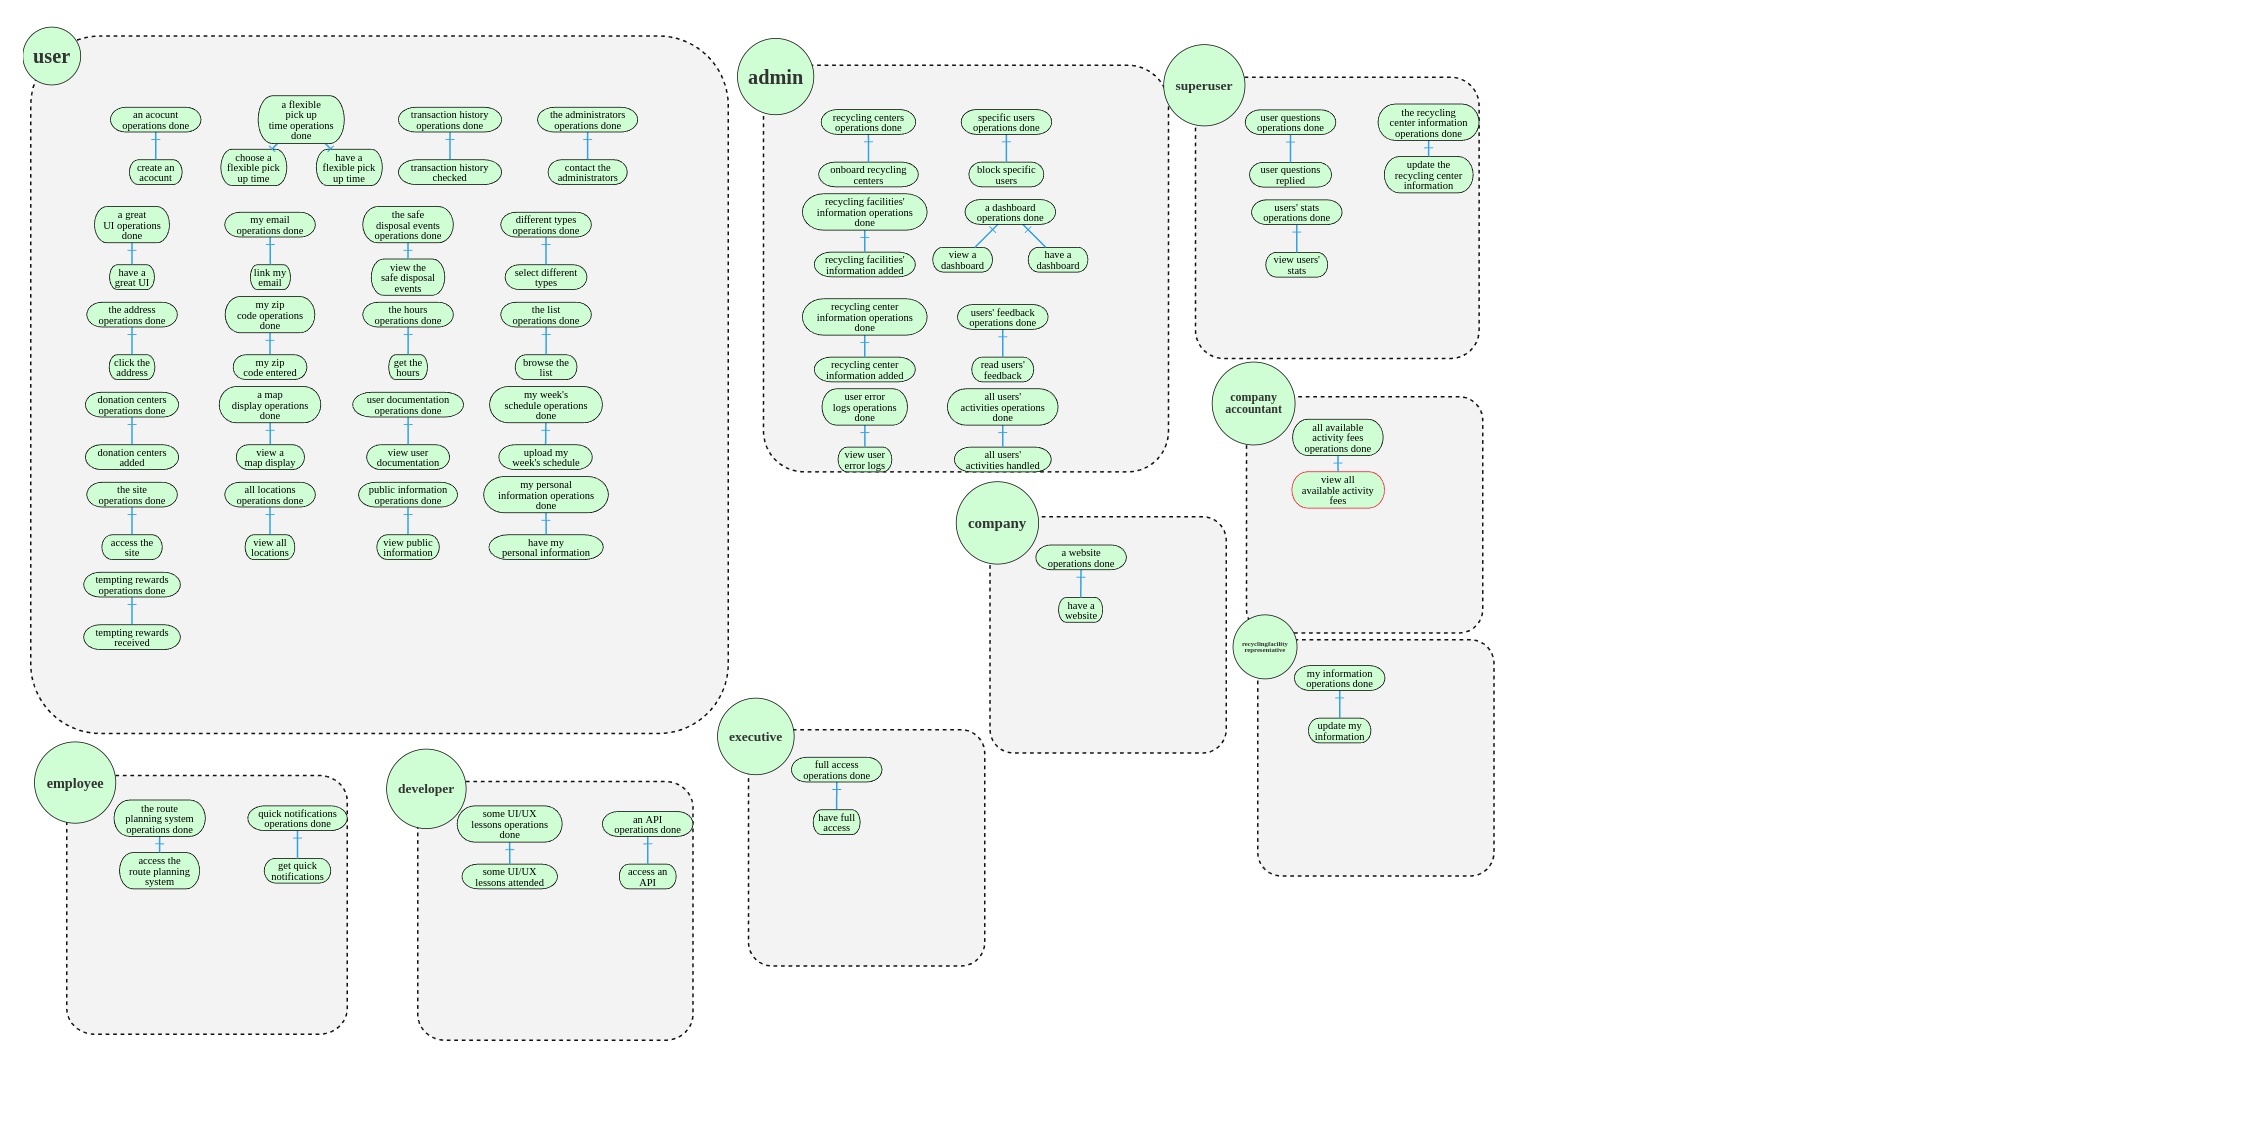 user
an acocunt
operations done
create an
acocunt
a flexible
pick up
time operations
done
choose a
flexible pick
up time
have a
flexible pick
up time
transaction history
operations done
transaction history
checked
the administrators
operations done
contact the
administrators
a great
UI operations
done
have a
great UI
my email
operations done
link my
email
the safe
disposal events
operations done
view the
safe disposal
events
different types
operations done
select different
types
the address
operations done
click the
address
my zip
code operations
done
my zip
code entered
the hours
operations done
get the
hours
the list
operations done
browse the
list
donation centers
operations done
donation centers
added
a map
display operations
done
view a
map display
user documentation
operations done
view user
documentation
my week's
schedule operations
done
upload my
week's schedule
the site
operations done
access the
site
all locations
operations done
view all
locations
public information
operations done
view public
information
my personal
information operations
done
have my
personal information
tempting rewards
operations done
tempting rewards
received
admin
recycling centers
operations done
onboard recycling
centers
specific users
operations done
block specific
users
recycling facilities'
information operations
done
recycling facilities'
information added
a dashboard
operations done
view a
dashboard
have a
dashboard
recycling center
information operations
done
recycling center
information added
users' feedback
operations done
read users'
feedback
user error
logs operations
done
view user
error logs
all users'
activities operations
done
all users'
activities handled
superuser
user questions
operations done
user questions
replied
the recycling
center information
operations done
update the
recycling center
information
users' stats
operations done
view users'
stats
company
accountant
all available
activity fees
operations done
view all
available activity
fees
company
a website
operations done
have a
website
recyclingfacility
representative
my information
operations done
update my
information
executive
full access
operations done
have full
access
employee
the route
planning system
operations done
access the
route planning
system
quick notifications
operations done
get quick
notifications
developer
some UI/UX
lessons operations
done
some UI/UX
lessons attended
an API
operations done
access an
API